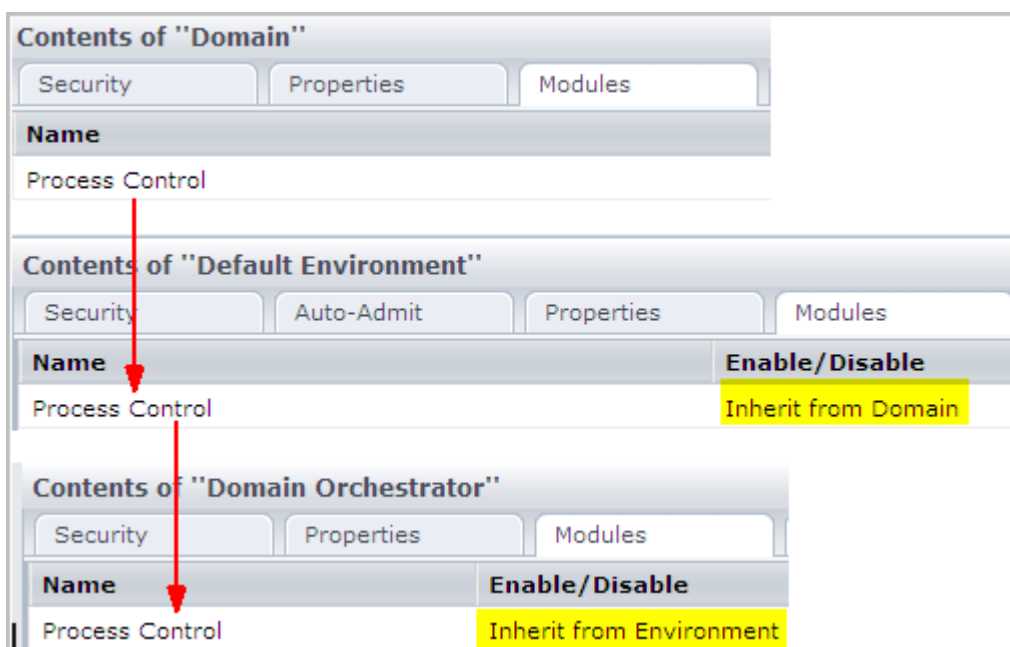 Contents of "Domain"
Security Properties Modules
Name
Process Control
Contents of "Default Environment"
Security Auto-Admit Properties Modules
Name Enable/Disable
Process Control Inherit from Domain
Contents of "Domain Orchestrator"
Security Properties Modules
Name Enable/Disable
Process Control Inherit from Environment